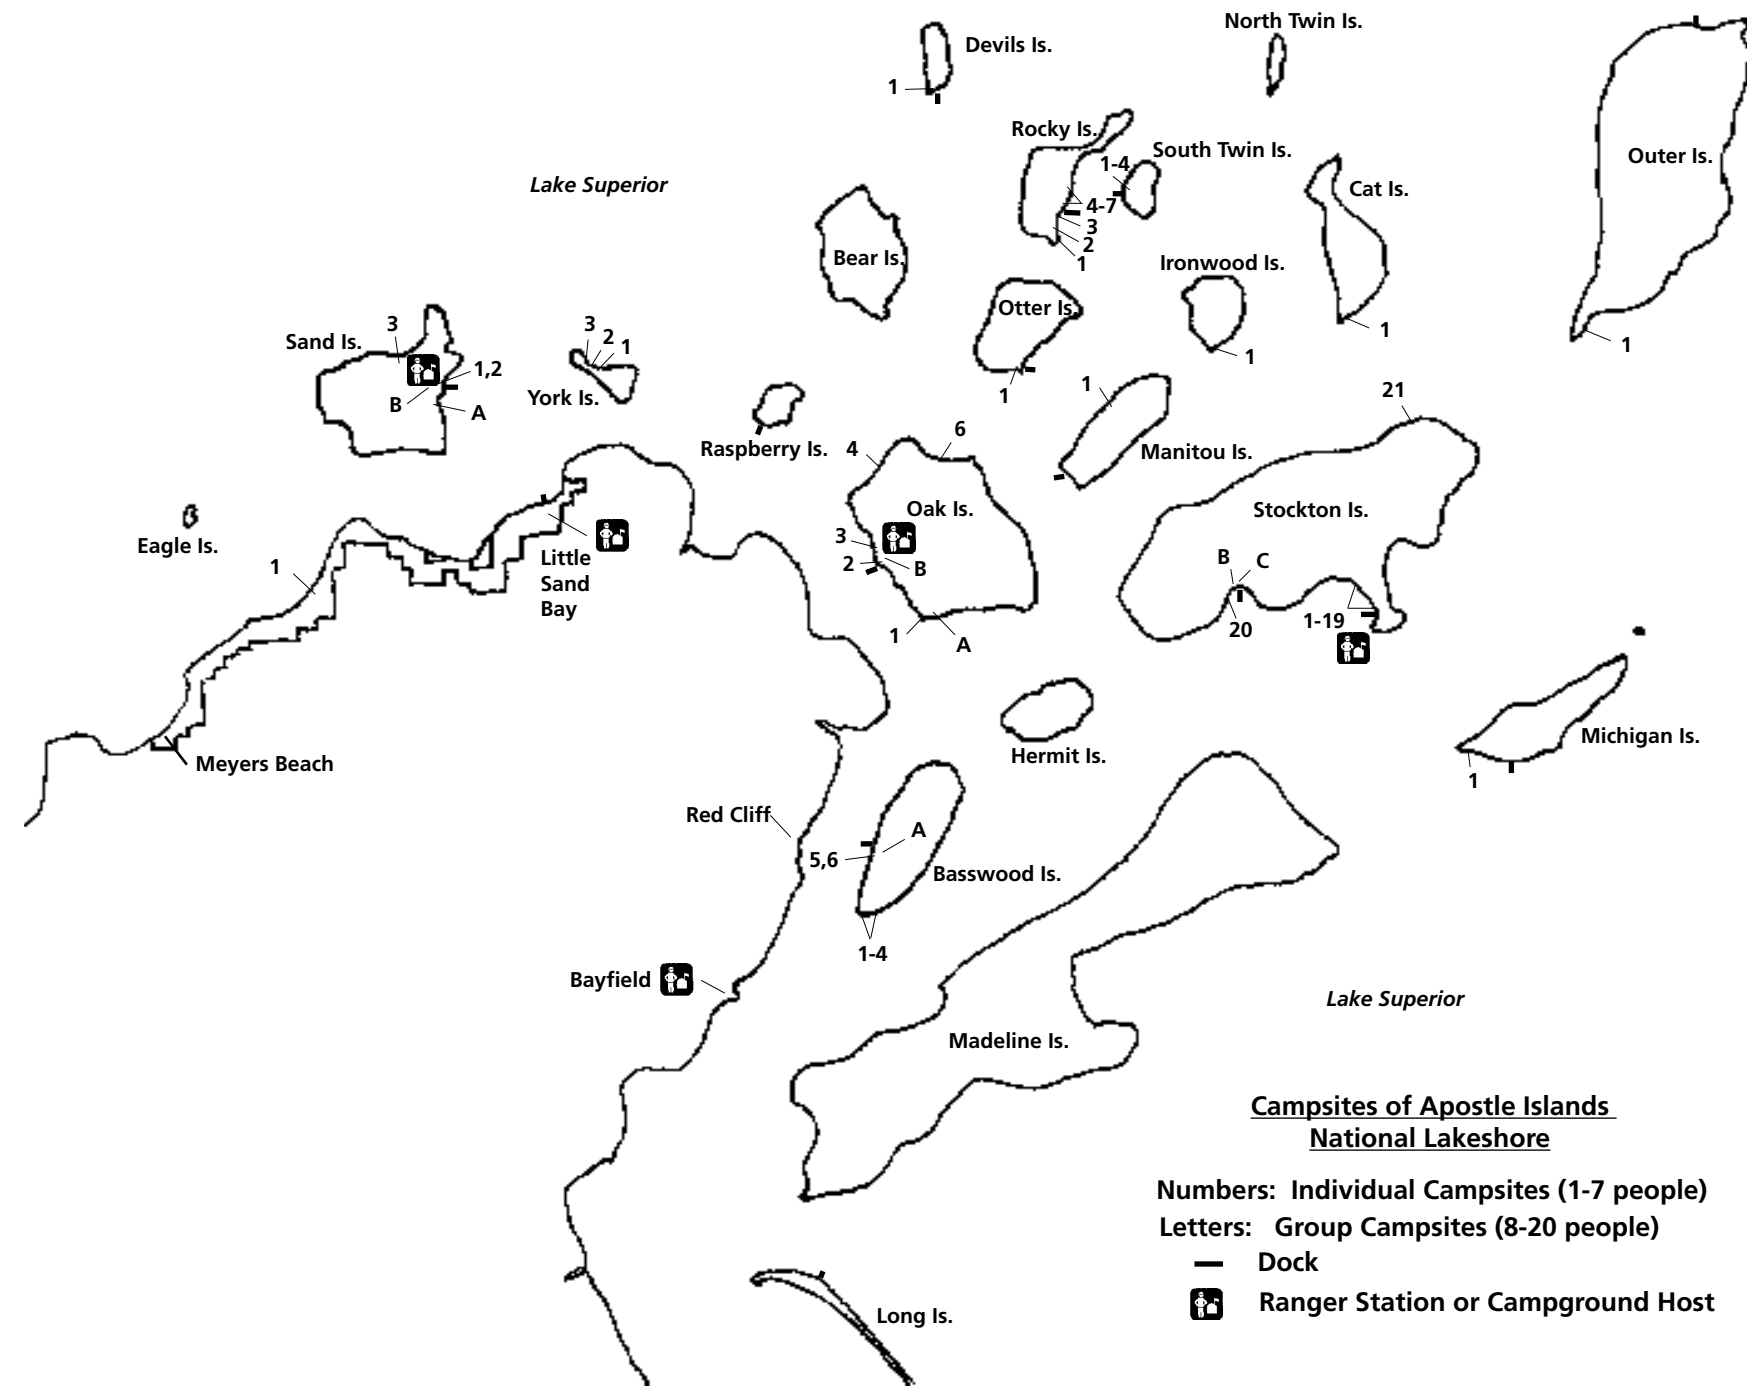 North Twin Is.
Devils Is.
1
Rocky Is.
South Twin Is.
1-4
Outer Is.
Lake Superior
Cat Is.
4-7
3
2
1
Bear Is.
Ironwood Is.
Otter Is.
Sand Is.
3
1,2
B
A
3
2
1
York Is.
1
1
1
1
1
21
Raspberry Is.
4
6
Manitou Is.
Oak Is.
Stockton Is.
Eagle Is.
1
Little
Sand
Bay
3
2
B
B
C
20
1-19
1
A
Meyers Beach
Hermit Is.
Michigan Is.
1
Red Cliff
A
5,6
Basswood Is.
1-4
Bayfield
Lake Superior
Madeline Is.
Campsites of Apostle Islands
National Lakeshore
Numbers: Individual Campsites (1-7 people)
Letters: Group Campsites (8-20 people)
Dock
Ranger Station or Campground Host
Long Is.